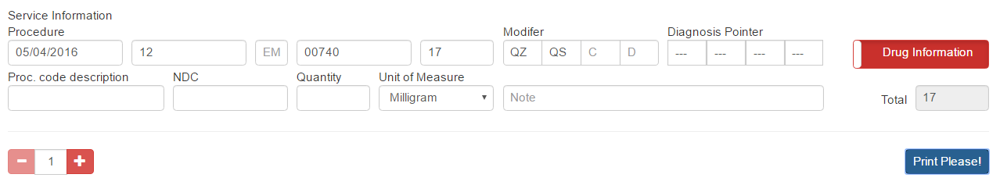 Service Information
Procedure Modifer Diagnosis Pointer
05/04/2016 12 EM 00740 17 QZ QS C D --- --- --- --- Drug Information
Proc. code description NDC Quantity Unit of Measure
Milligram Note Total 17
1 Print Please!